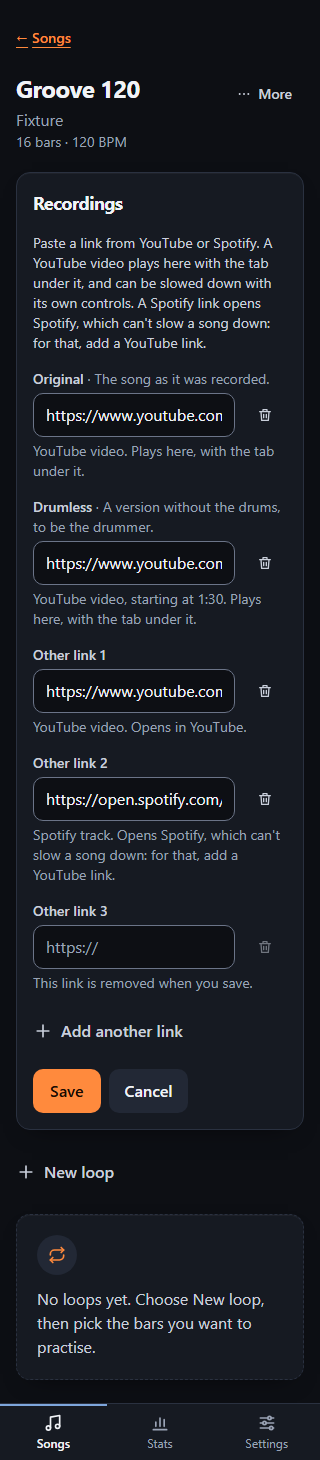 ← Songs
Groove 120
··· More
Fixture
16 bars · 120 BPM
Recordings
Paste a link from YouTube or Spotify. A
YouTube video plays here with the tab
under it, and can be slowed down with
its own controls. A Spotify link opens
Spotify, which can't slow a song down:
for that, add a YouTube link.
Original · The song as it was recorded.
https://www.youtube.con
YouTube video. Plays here, with the tab
under it.
Drumless · A version without the drums,
to be the drummer.
https://www.youtube.con
YouTube video, starting at 1:30. Plays
here, with the tab under it.
Other link 1
https://www.youtube.con
YouTube video. Opens in YouTube.
Other link 2
https://open.spotify.com/
Spotify track. Opens Spotify, which can't
slow a song down: for that, add a
YouTube link.
Other link 3
https://
This link is removed when you save.
+ Add another link
Save
Cancel
+ New loop
No loops yet. Choose New loop,
then pick the bars you want to
practise.
Songs
Stats
Settings